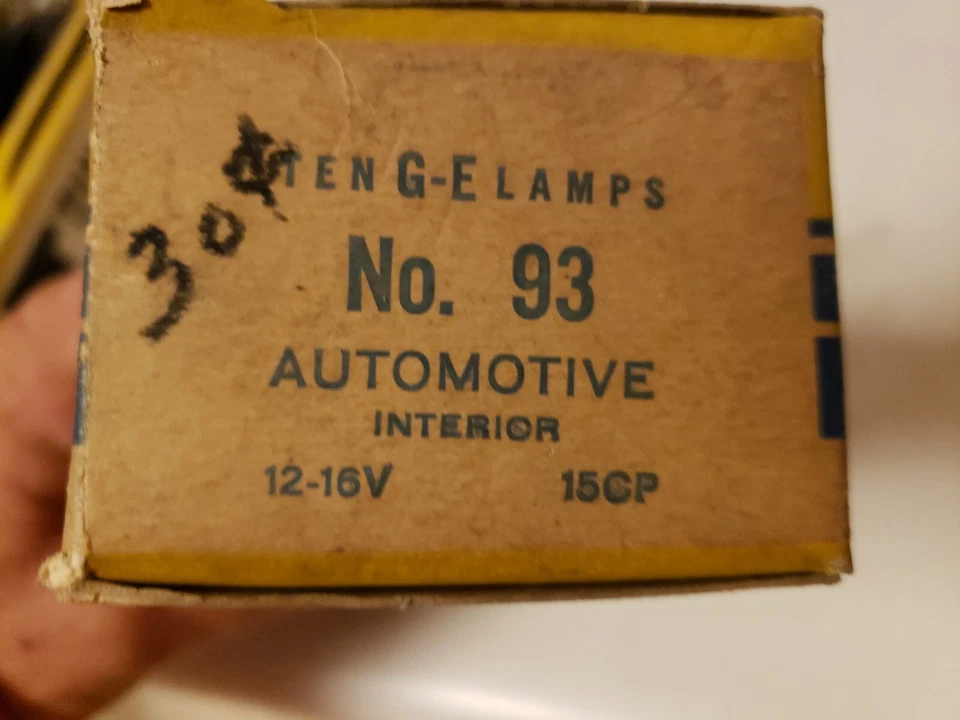 30¢
TEN G-E LAMPS
No. 93
AUTOMOTIVE
INTERIOR
12-16V 15CP